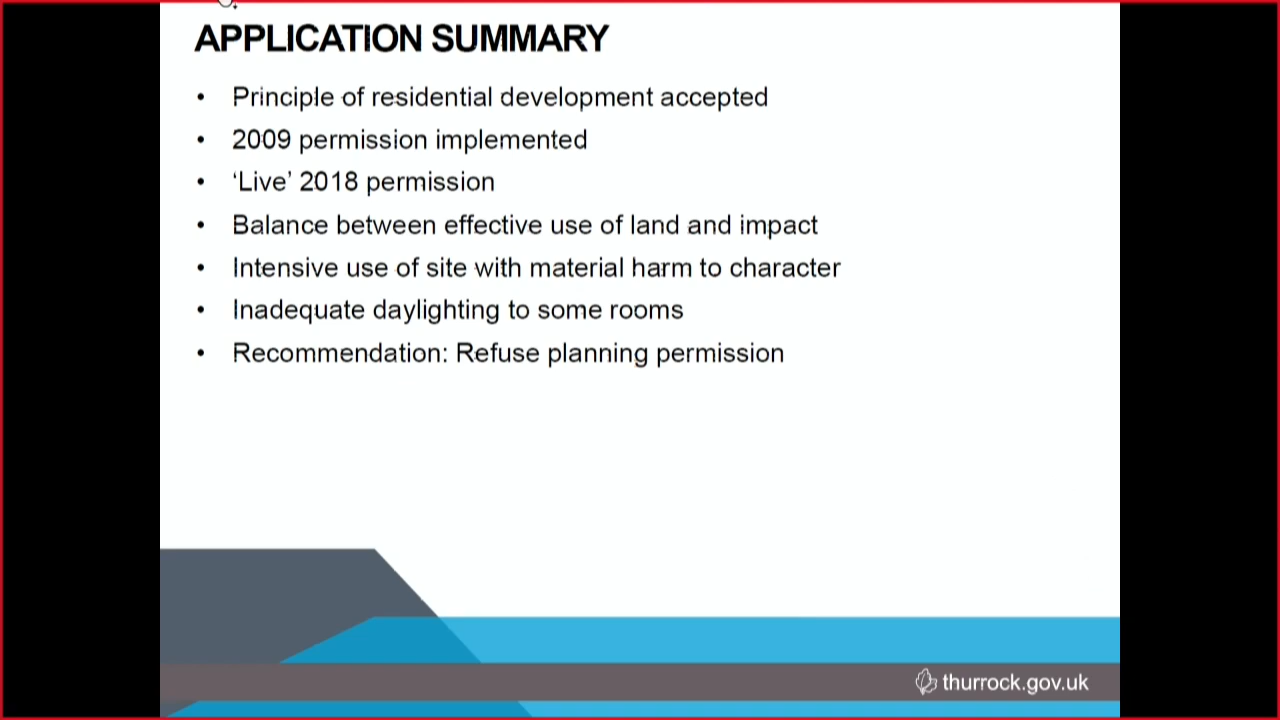 APPLICATION SUMMARY
• Principle of residential development accepted
• 2009 permission implemented
• ‘Live’ 2018 permission
• Balance between effective use of land and impact
• Intensive use of site with material harm to character
• Inadequate daylighting to some rooms
• Recommendation: Refuse planning permission
thurrock.gov.uk